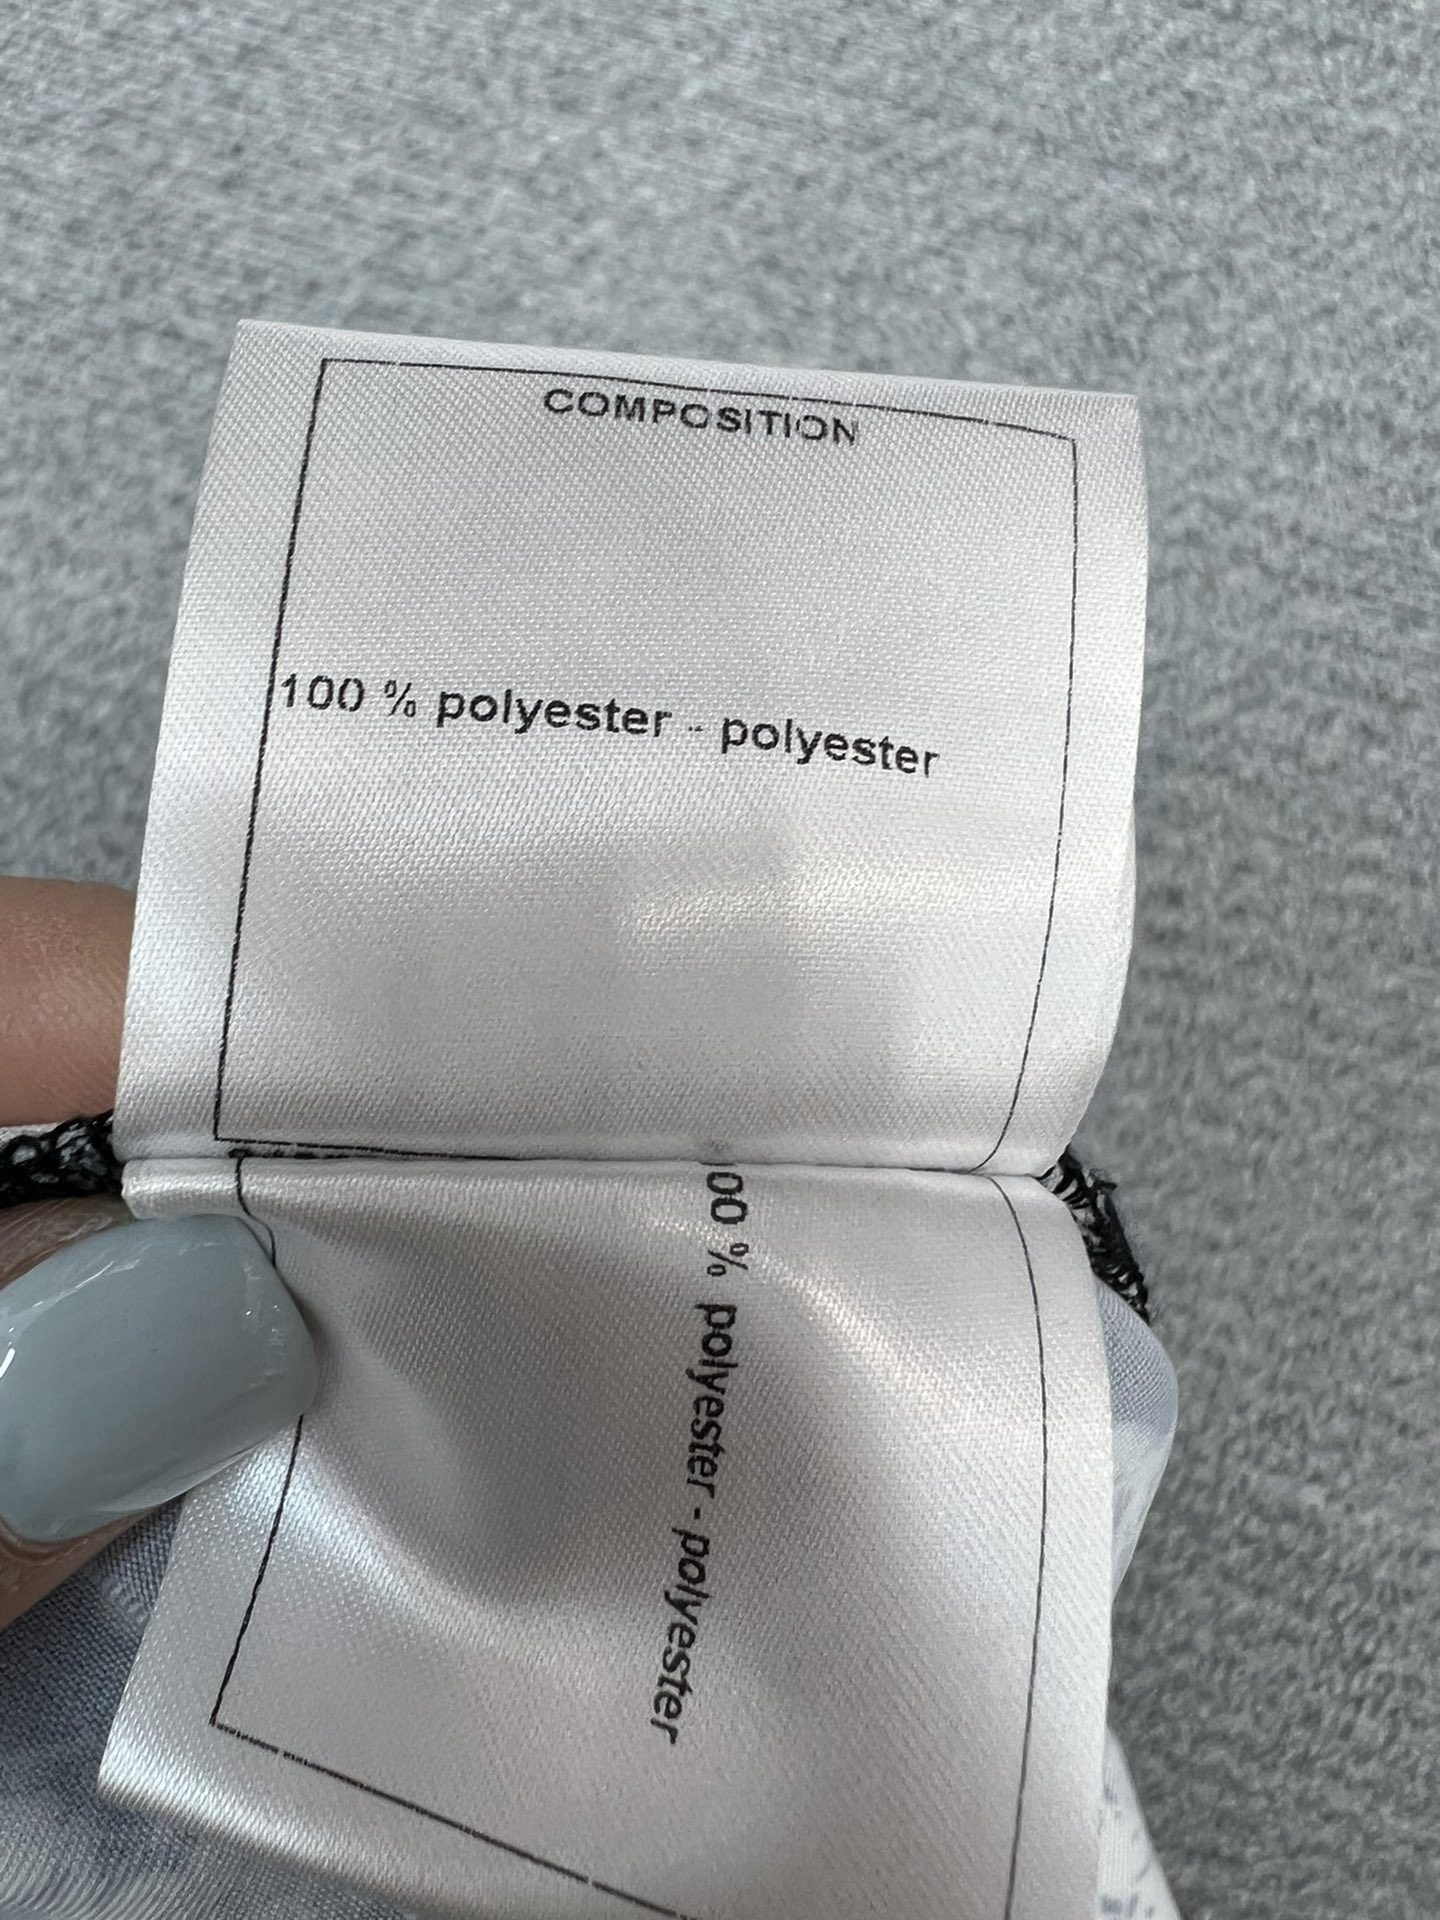 COMPOSITION
100 % polyester - polyester
00 % polyester - polyester